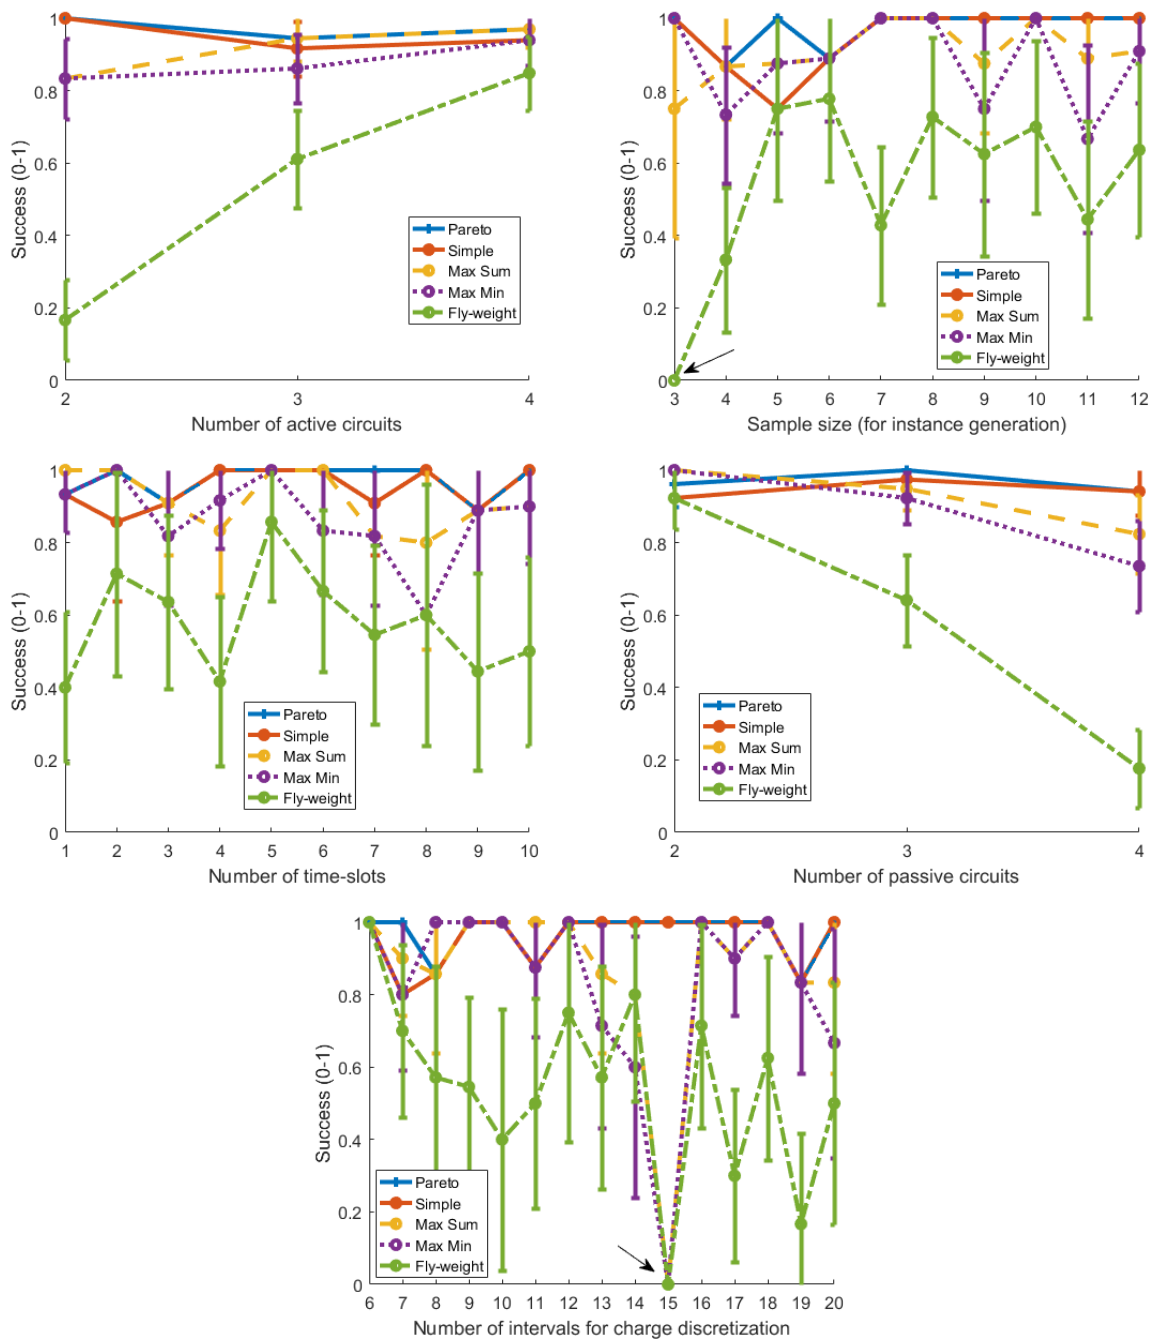 Success (0-1)
1
0.8
0.6
0.4
0.2
0
2 3 4
Number of active circuits
Pareto
Simple
Max Sum
Max Min
Fly-weight
Success (0-1)
1
0.8
0.6
0.4
0.2
0
3 4 5 6 7 8 9 10 11 12
Sample size (for instance generation)
Pareto
Simple
Max Sum
Max Min
Fly-weight
Success (0-1)
1
0.8
0.6
0.4
0.2
0
1 2 3 4 5 6 7 8 9 10
Number of time-slots
Pareto
Simple
Max Sum
Max Min
Fly-weight
Success (0-1)
1
0.8
0.6
0.4
0.2
0
2 3 4
Number of passive circuits
Pareto
Simple
Max Sum
Max Min
Fly-weight
Success (0-1)
1
0.8
0.6
0.4
0.2
0
6 7 8 9 10 11 12 13 14 15 16 17 18 19 20
Number of intervals for charge discretization
Pareto
Simple
Max Sum
Max Min
Fly-weight